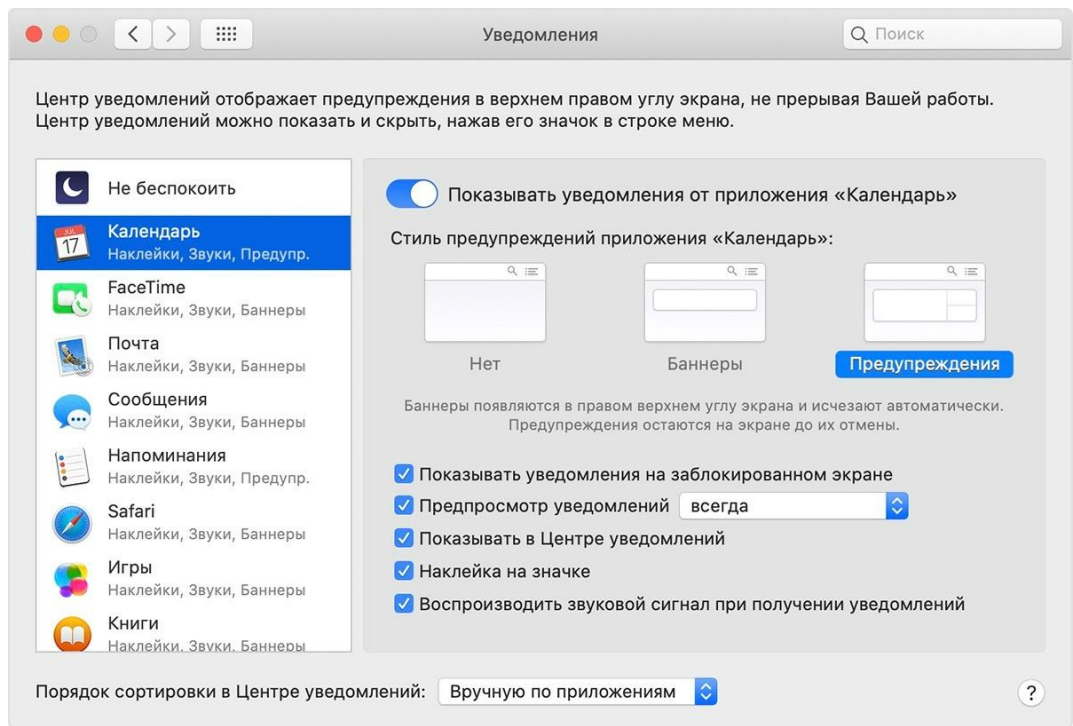 Уведомления
Поиск
Центр уведомлений отображает предупреждения в верхнем правом углу экрана, не прерывая Вашей работы.
Центр уведомлений можно показать и скрыть, нажав его значок в строке меню.
Не беспокоить
JUL
17
Календарь
Наклейки, Звуки, Предупр.
FaceTime
Наклейки, Звуки, Баннеры
Почта
Наклейки, Звуки, Баннеры
Сообщения
Наклейки, Звуки, Баннеры
Напоминания
Наклейки, Звуки, Предупр.
Safari
Наклейки, Звуки, Баннеры
Игры
Наклейки, Звуки, Баннеры
Книги
Наклейки, Звуки, Баннеры
Показывать уведомления от приложения «Календарь»
Стиль предупреждений приложения «Календарь»:
Нет
Баннеры
Предупреждения
Баннеры появляются в правом верхнем углу экрана и исчезают автоматически.
Предупреждения остаются на экране до их отмены.
Показывать уведомления на заблокированном экране
Предпросмотр уведомлений всегда
Показывать в Центре уведомлений
Наклейка на значке
Воспроизводить звуковой сигнал при получении уведомлений
Порядок сортировки в Центре уведомлений: Вручную по приложениям
?